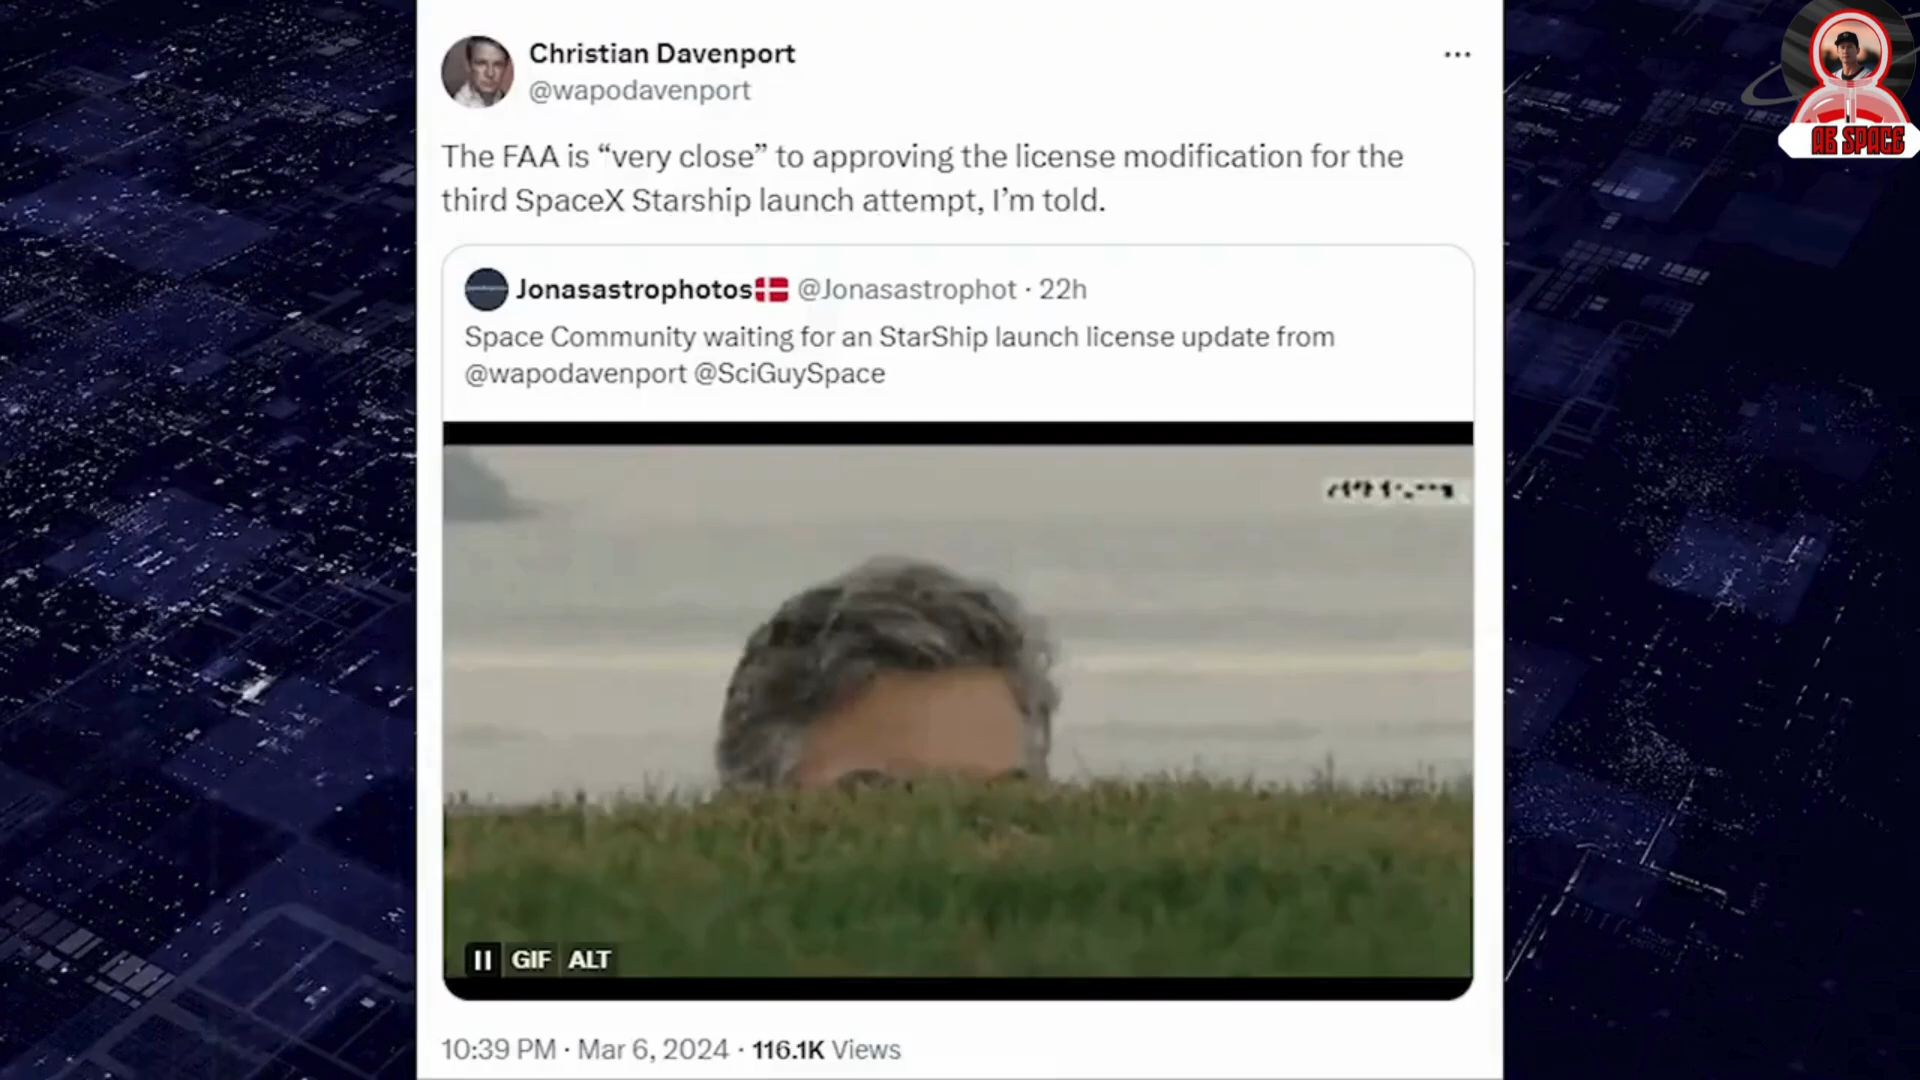 Christian Davenport
@wapodavenport
The FAA is “very close” to approving the license modification for the
third SpaceX Starship launch attempt, I’m told.
Jonasastrophotos🇩🇰 @Jonasastrophot · 22h
Space Community waiting for an StarShip launch license update from
@wapodavenport @SciGuySpace
GIF ALT
10:39 PM · Mar 6, 2024 · 116.1K Views
AB SPACE